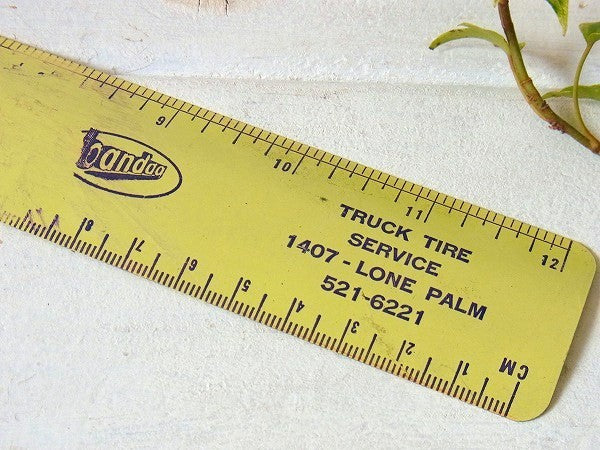 9 10 11 12
bandag
TRUCK TIRE
SERVICE
1407 - LONE PALM
521-6221
8 7 6 5 4 3 2 1 CM